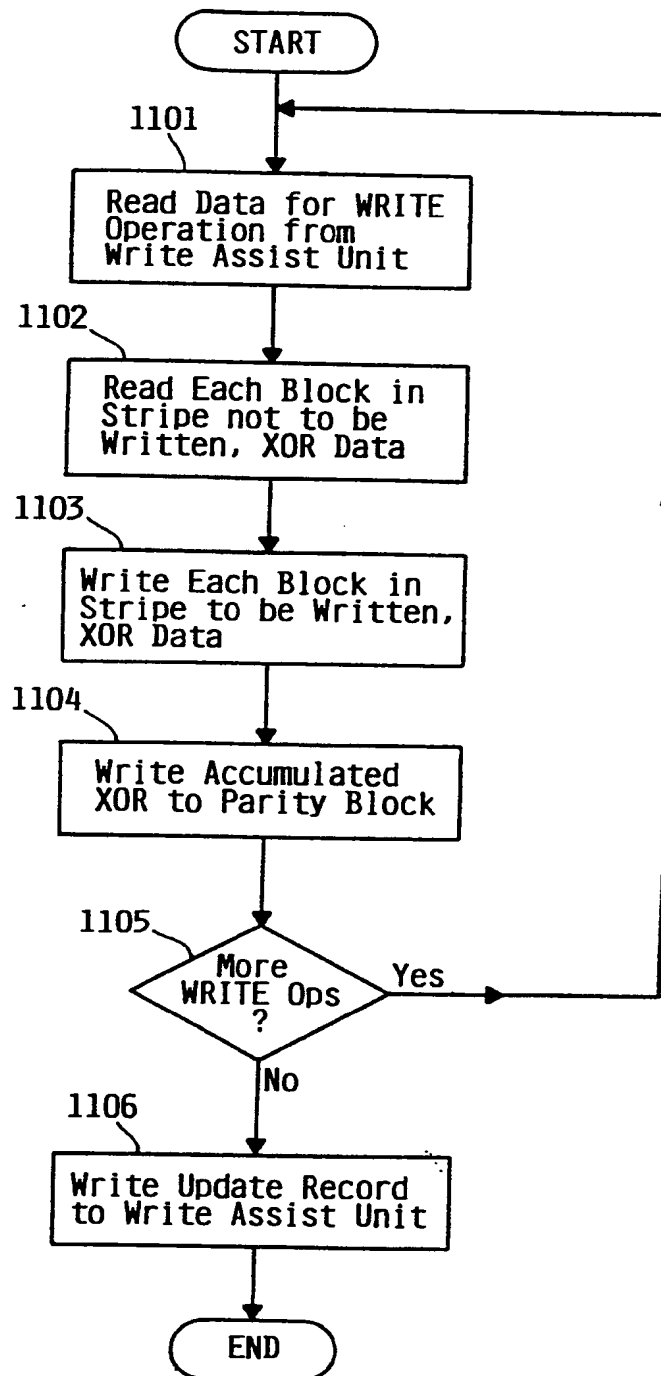 START
1101
Read Data for WRITE
Operation from
Write Assist Unit
1102
Read Each Block in
Stripe not to be
Written, XOR Data
1103
Write Each Block in
Stripe to be Written,
XOR Data
1104
Write Accumulated
XOR to Parity Block
1105
More
WRITE Ops
?
Yes
No
1106
Write Update Record
to Write Assist Unit
END